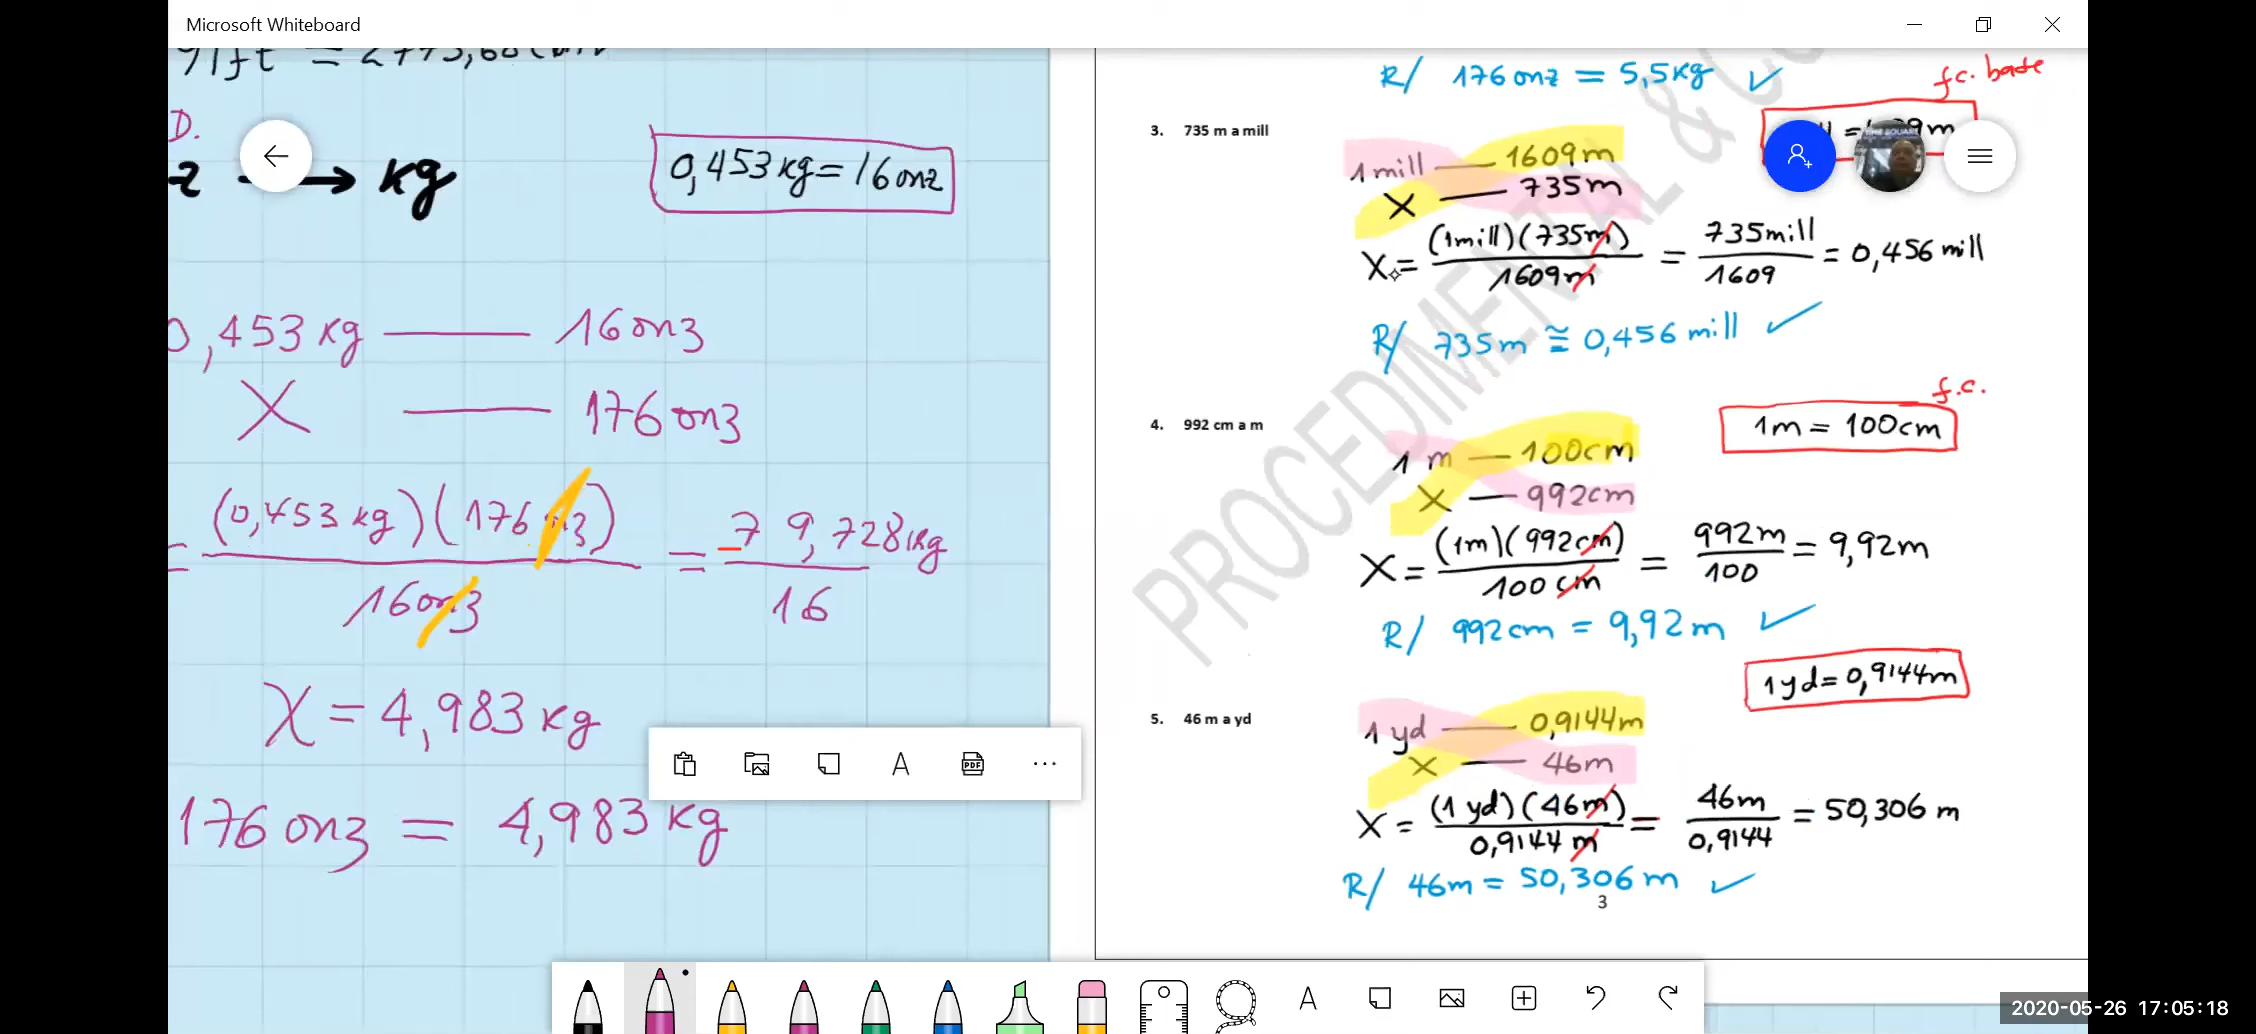 Microsoft Whiteboard
91ft =
D.
z → kg
0,453 kg = 16 onz
0,453 kg — 16 onz
X — 176 onz
= (0,453 kg)(176 onz) / 16 onz = 79,728 kg / 16
X = 4,983 kg
176 onz = 4,983 kg
R/ 176 onz = 5,5 kg ✓
f.c. base
3. 735 m a mill
1 mill — 1609 m
X — 735 m
X = (1 mill)(735 m) / 1609 m = 735 mill / 1609 = 0,456 mill
R/ 735 m ≅ 0,456 mill ✓
f.c.
4. 992 cm a m
1 m = 100 cm
1 m — 100 cm
X — 992 cm
X = (1 m)(992 cm) / 100 cm = 992 m / 100 = 9,92 m
R/ 992 cm = 9,92 m ✓
1 yd = 0,9144 m
5. 46 m a yd
1 yd — 0,9144 m
X — 46 m
X = (1 yd)(46 m) / 0,9144 m = 46 m / 0,9144 = 50,306 m
R/ 46 m = 50,306 m ✓
3
PROCEDIMENTAL & C
PDF
2020-05-26 17:05:18